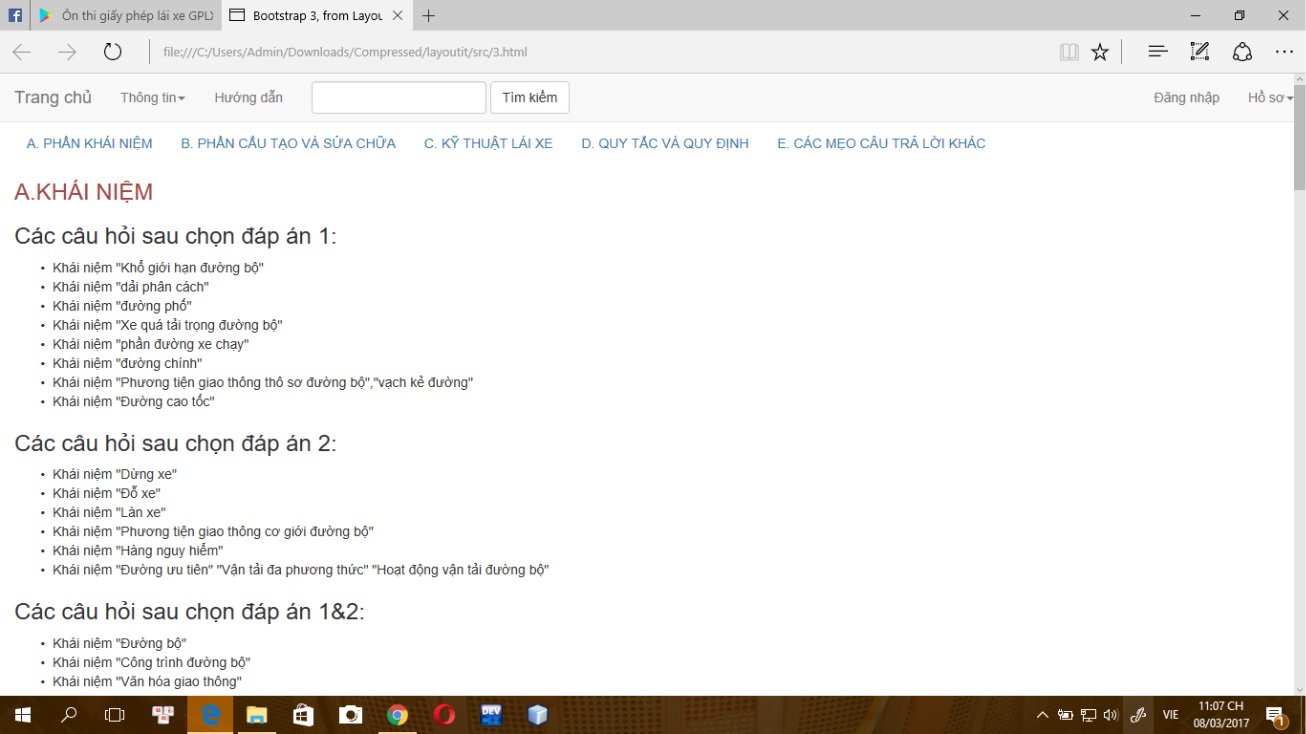 Ôn thi giấy phép lái xe GPLX
Bootstrap 3, from Layou
file:///C:/Users/Admin/Downloads/Compressed/layoutit/src/3.html
Trang chủ Thông tin Hướng dẫn Tìm kiếm Đăng nhập Hồ sơ
A. PHẦN KHÁI NIỆM B. PHẦN CẤU TẠO VÀ SỬA CHỮA C. KỸ THUẬT LÁI XE D. QUY TẮC VÀ QUY ĐỊNH E. CÁC MẸO CÂU TRẢ LỜI KHÁC
A.KHÁI NIỆM
Các câu hỏi sau chọn đáp án 1:
• Khái niệm "Khổ giới hạn đường bộ"
• Khái niệm "dải phân cách"
• Khái niệm "đường phố"
• Khái niệm "Xe quá tải trọng đường bộ"
• Khái niệm "phần đường xe chạy"
• Khái niệm "đường chính"
• Khái niệm "Phương tiện giao thông thô sơ đường bộ","vạch kẻ đường"
• Khái niệm "Đường cao tốc"
Các câu hỏi sau chọn đáp án 2:
• Khái niệm "Dừng xe"
• Khái niệm "Đỗ xe"
• Khái niệm "Làn xe"
• Khái niệm "Phương tiện giao thông cơ giới đường bộ"
• Khái niệm "Hàng nguy hiểm"
• Khái niệm "Đường ưu tiên" "Vận tải đa phương thức" "Hoạt động vận tải đường bộ"
Các câu hỏi sau chọn đáp án 1&2:
• Khái niệm "Đường bộ"
• Khái niệm "Công trình đường bộ"
• Khái niệm "Văn hóa giao thông"
DEV
VIE
11:07 CH
08/03/2017
1